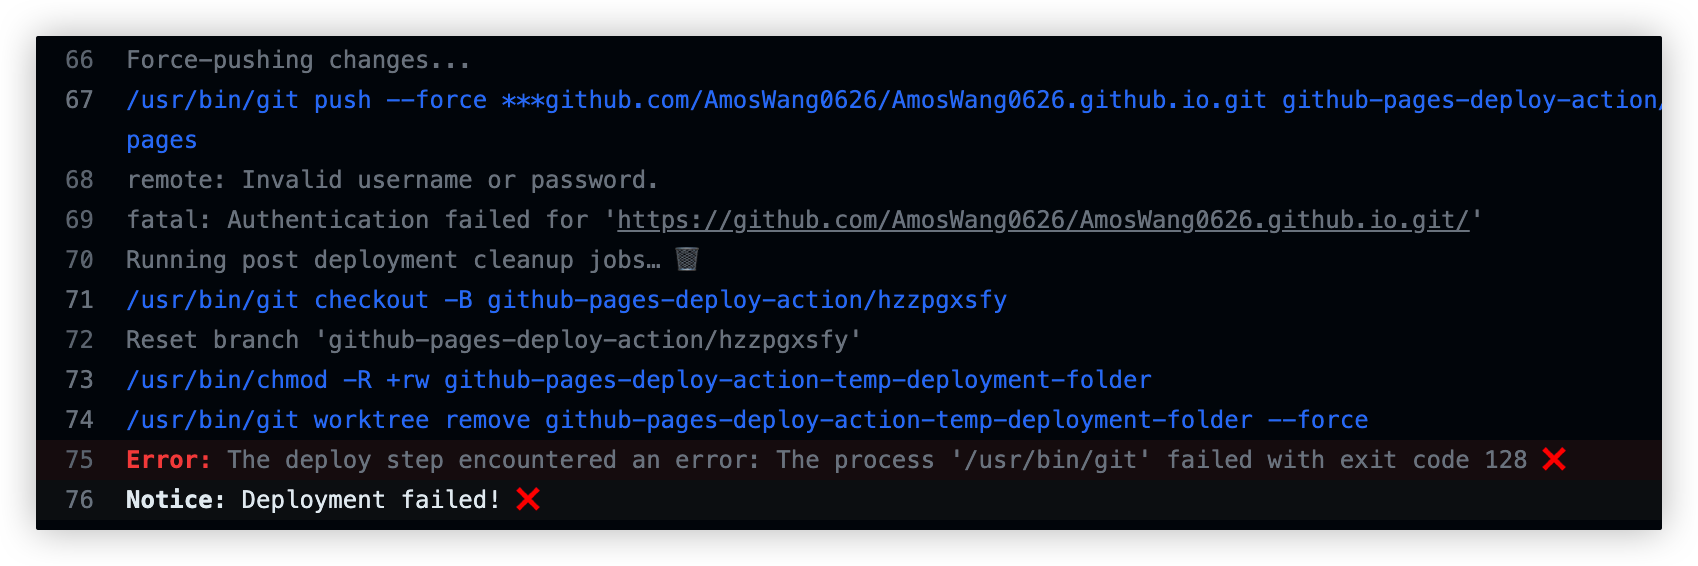 66 Force-pushing changes...
67 /usr/bin/git push --force ***github.com/AmosWang0626/AmosWang0626.github.io.git github-pages-deploy-action/
pages
68 remote: Invalid username or password.
69 fatal: Authentication failed for 'https://github.com/AmosWang0626/AmosWang0626.github.io.git/'
70 Running post deployment cleanup jobs… 🗑️
71 /usr/bin/git checkout -B github-pages-deploy-action/hzzpgxsfy
72 Reset branch 'github-pages-deploy-action/hzzpgxsfy'
73 /usr/bin/chmod -R +rw github-pages-deploy-action-temp-deployment-folder
74 /usr/bin/git worktree remove github-pages-deploy-action-temp-deployment-folder --force
75 Error: The deploy step encountered an error: The process '/usr/bin/git' failed with exit code 128 ❌
76 Notice: Deployment failed! ❌